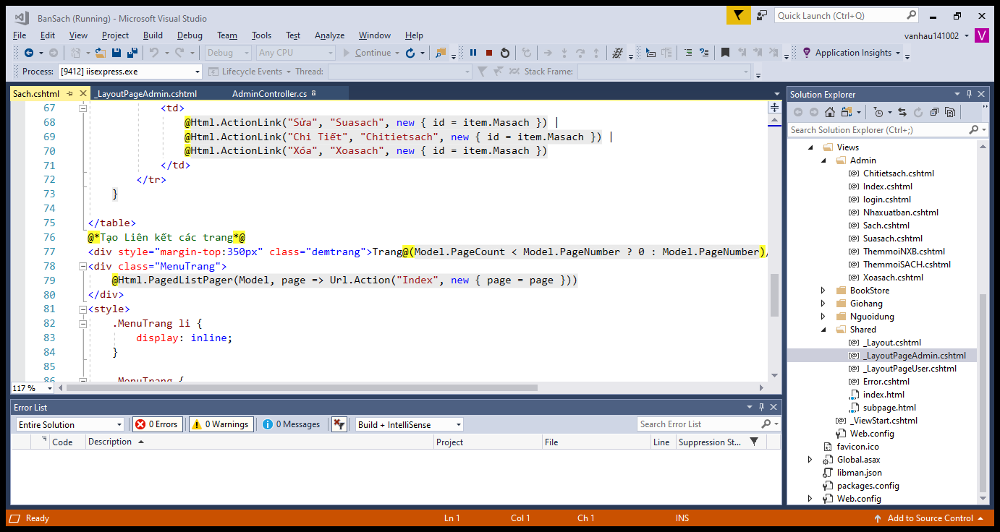 BanSach (Running) - Microsoft Visual Studio
Quick Launch (Ctrl+Q)
File Edit View Project Build Debug Team Tools Test Analyze Window Help
vanhau141002 V
Debug Any CPU Continue Application Insights
Process: [9412] iisexpress.exe Lifecycle Events Thread: Stack Frame:
Sach.cshtml _LayoutPageAdmin.cshtml AdminController.cs
67 <td>
68 @Html.ActionLink("Sửa", "Suasach", new { id = item.Masach }) |
69 @Html.ActionLink("Chi Tiết", "Chitietsach", new { id = item.Masach }) |
70 @Html.ActionLink("Xóa", "Xoasach", new { id = item.Masach })
71 </td>
72 </tr>
73 }
74
75 </table>
76 @*Tạo Liên kết các trang*@
77 <div style="margin-top:350px" class="demtrang">Trang@(Model.PageCount < Model.PageNumber ? 0 : Model.PageNumber)/
78 <div class="MenuTrang">
79 @Html.PagedListPager(Model, page => Url.Action("Index", new { page = page }))
80 </div>
81 <style>
82 .MenuTrang li {
83 display: inline;
84 }
85
86 .MenuTrang {
117 %
Solution Explorer
Search Solution Explorer (Ctrl+;)
Views
Admin
Chitietsach.cshtml
Index.cshtml
login.cshtml
Nhaxuatban.cshtml
Sach.cshtml
Suasach.cshtml
ThemmoiNXB.cshtml
ThemmoiSACH.cshtml
Xoasach.cshtml
BookStore
Giohang
Nguoidung
Shared
_Layout.cshtml
_LayoutPageAdmin.cshtml
_LayoutPageUser.cshtml
Error.cshtml
index.html
subpage.html
_ViewStart.cshtml
Web.config
favicon.ico
Global.asax
libman.json
packages.config
Web.config
Error List
Entire Solution 0 Errors 0 Warnings 0 Messages Build + IntelliSense Search Error List
Code Description Project File Line Suppression St...
Ready Ln 1 Col 1 Ch 1 INS Add to Source Control